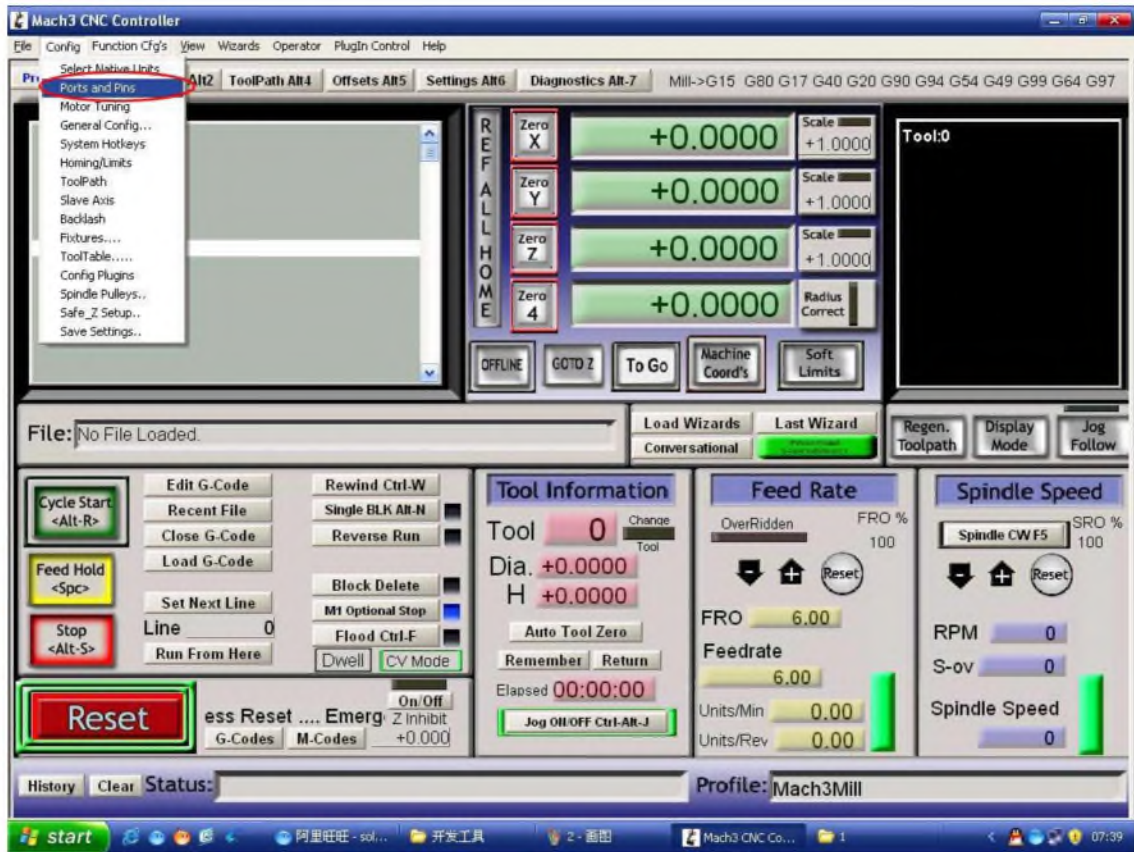 Mach3 CNC Controller
File Config Function Cfg's View Wizards Operator PlugIn Control Help
Select Native Units
Ports and Pins
Motor Tuning
General Config...
System Hotkeys
Homing/Limits
ToolPath
Slave Axis
Backlash
Fixtures....
ToolTable.....
Config Plugins
Spindle Pulleys..
Safe_Z Setup..
Save Settings..
Alt2 ToolPath Alt4 Offsets Alt5 Settings Alt6 Diagnostics Alt-7 Mill->G15 G80 G17 G40 G20 G90 G94 G54 G49 G99 G64 G97
REF ALL HOME
Zero X +0.0000 Scale +1.0000
Zero Y +0.0000 Scale +1.0000
Zero Z +0.0000 Scale +1.0000
Zero 4 +0.0000 Radius Correct
OFFLINE GOTO Z To Go Machine Coord's Soft Limits
Tool:0
File: No File Loaded.
Load Wizards Last Wizard
Conversational
Regen. Toolpath Display Mode Jog Follow
Cycle Start <Alt-R>
Feed Hold <Spc>
Stop <Alt-S>
Edit G-Code Rewind Ctrl-W
Recent File Single BLK Alt-N
Close G-Code Reverse Run
Load G-Code
Block Delete
Set Next Line M1 Optional Stop
Line 0 Flood Ctrl-F
Run From Here Dwell CV Mode
Reset
ess Reset .... Emerg
On/Off
Z Inhibit
G-Codes M-Codes +0.000
Tool Information
Tool 0 Change Tool
Dia. +0.0000
H +0.0000
Auto Tool Zero
Remember Return
Elapsed 00:00:00
Jog ON/OFF Ctrl-Alt-J
Feed Rate
OverRidden FRO % 100
Reset
FRO 6.00
Feedrate
6.00
Units/Min 0.00
Units/Rev 0.00
Spindle Speed
Spindle CW F5 SRO % 100
Reset
RPM 0
S-ov 0
Spindle Speed
0
History Clear Status:
Profile: Mach3Mill
start 阿里旺旺 - sol... 开发工具 2 - 画图 Mach3 CNC Co... 1 07:39